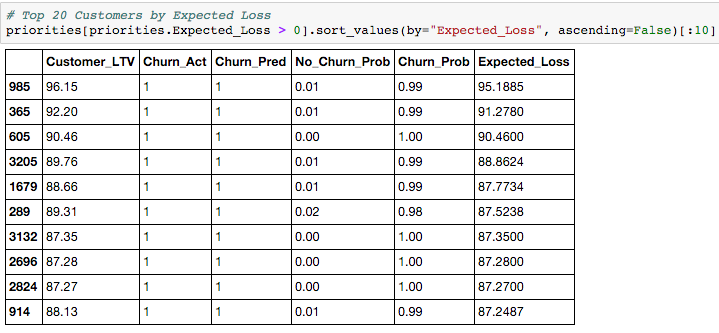 # Top 20 Customers by Expected Loss
priorities[priorities.Expected_Loss > 0].sort_values(by="Expected_Loss", ascending=False)[:10]
Customer_LTV Churn_Act Churn_Pred No_Churn_Prob Churn_Prob Expected_Loss
985 96.15 1 1 0.01 0.99 95.1885
365 92.20 1 1 0.01 0.99 91.2780
605 90.46 1 1 0.00 1.00 90.4600
3205 89.76 1 1 0.01 0.99 88.8624
1679 88.66 1 1 0.01 0.99 87.7734
289 89.31 1 1 0.02 0.98 87.5238
3132 87.35 1 1 0.00 1.00 87.3500
2696 87.28 1 1 0.00 1.00 87.2800
2824 87.27 1 1 0.00 1.00 87.2700
914 88.13 1 1 0.01 0.99 87.2487